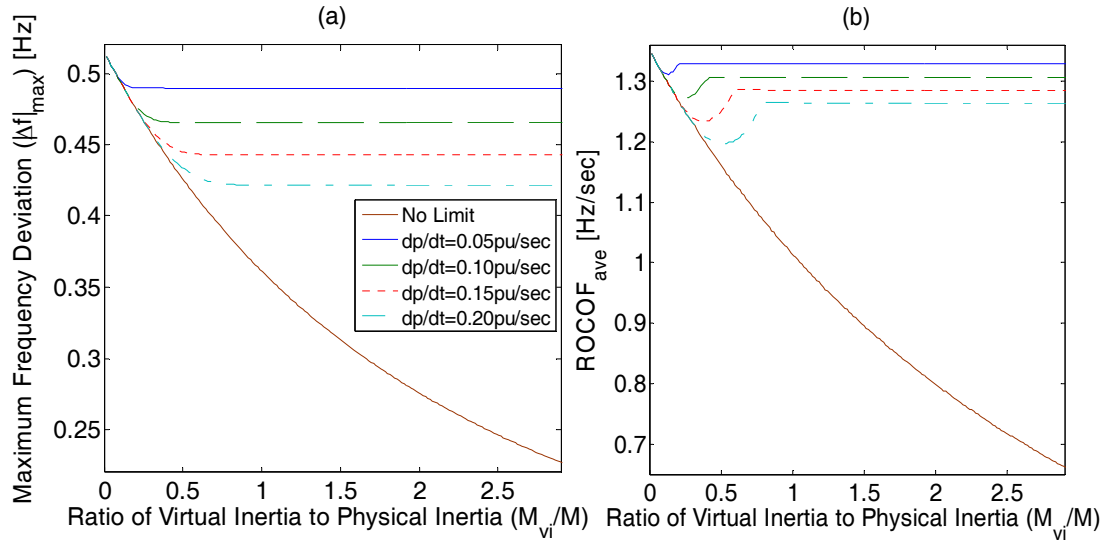 (a)
Maximum Frequency Deviation (|Δf|max) [Hz]
0.5
0.45
0.4
0.35
0.3
0.25
No Limit
dp/dt=0.05pu/sec
dp/dt=0.10pu/sec
dp/dt=0.15pu/sec
dp/dt=0.20pu/sec
0
0.5
1
1.5
2
2.5
Ratio of Virtual Inertia to Physical Inertia (Mvi/M)
(b)
ROCOFave [Hz/sec]
1.3
1.2
1.1
1
0.9
0.8
0.7
0
0.5
1
1.5
2
2.5
Ratio of Virtual Inertia to Physical Inertia (Mvi/M)